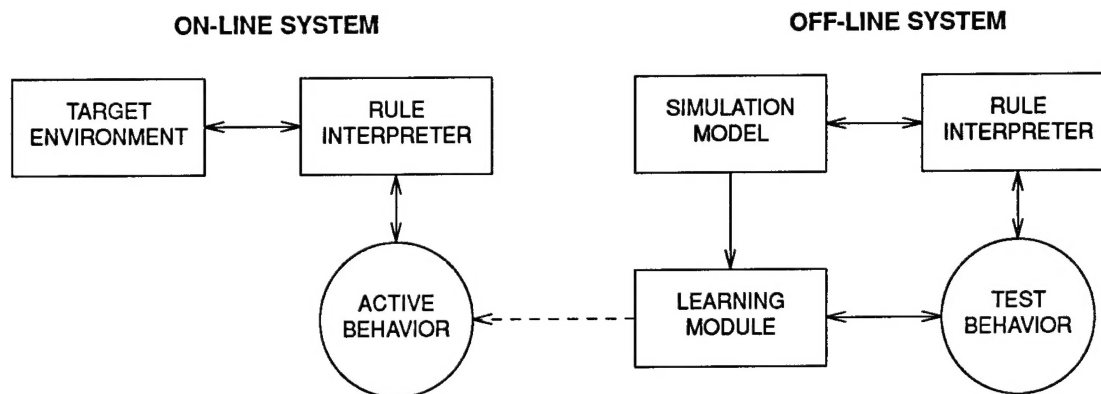 ON-LINE SYSTEM
OFF-LINE SYSTEM
TARGET
ENVIRONMENT
RULE
INTERPRETER
SIMULATION
MODEL
RULE
INTERPRETER
ACTIVE
BEHAVIOR
LEARNING
MODULE
TEST
BEHAVIOR